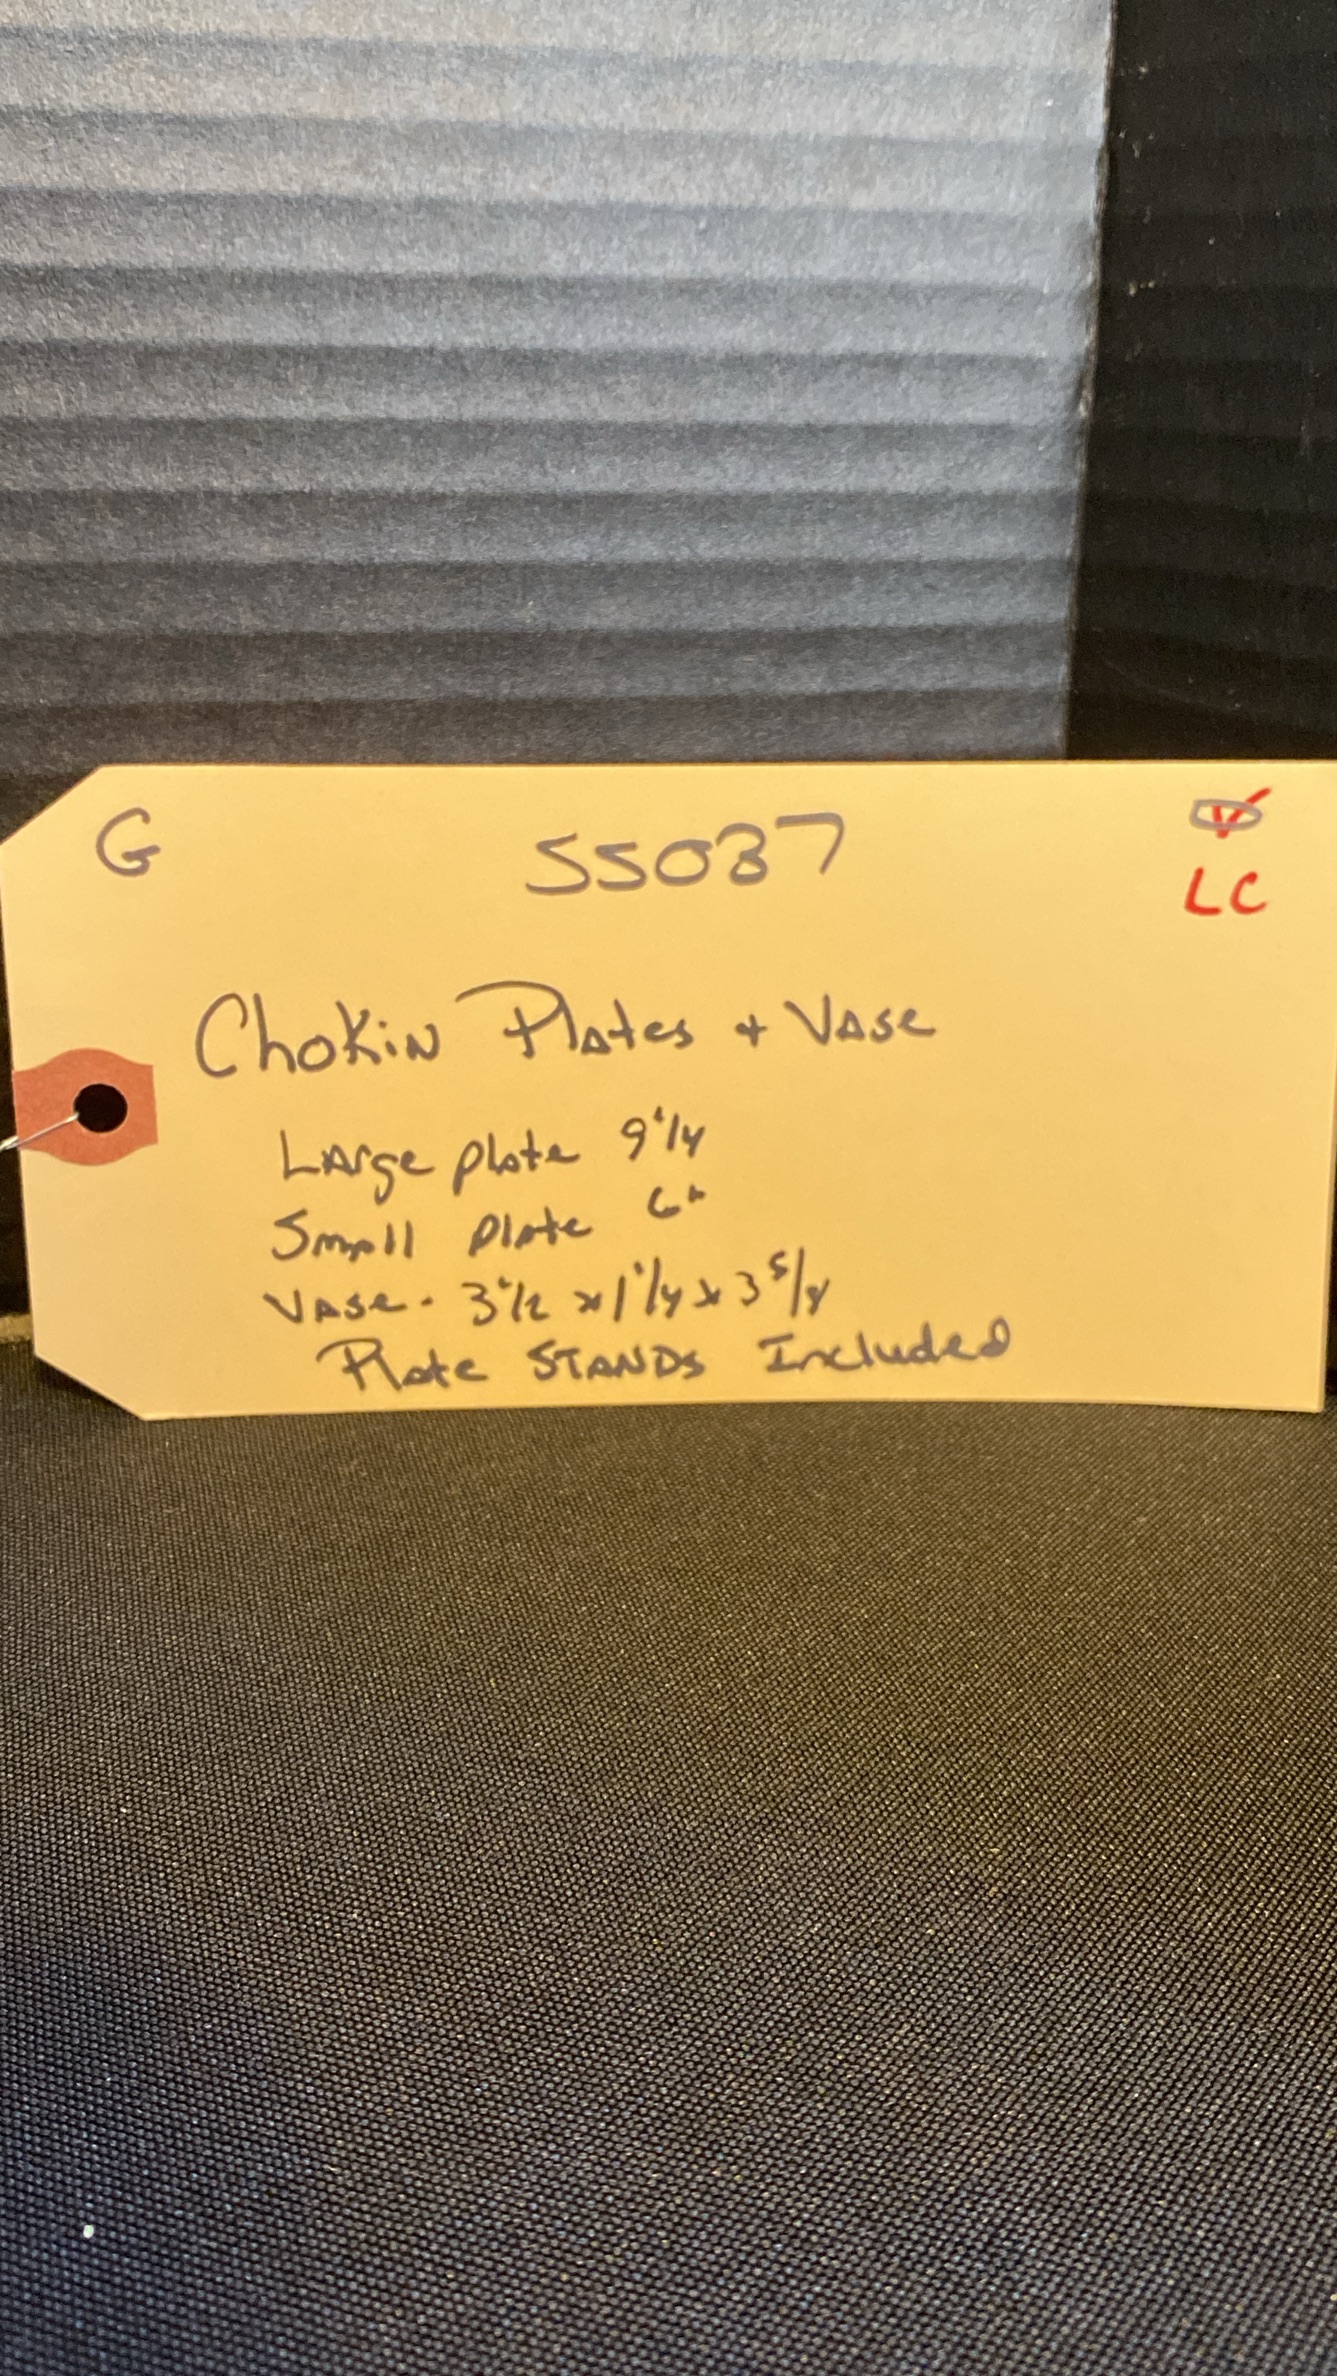 G 55037
LC
Chokin Plates + Vase
Large plate 9 1/4
Small plate 6"
Vase. 3 1/2 x 1 1/4 x 3 5/8
Plate STANDS Included